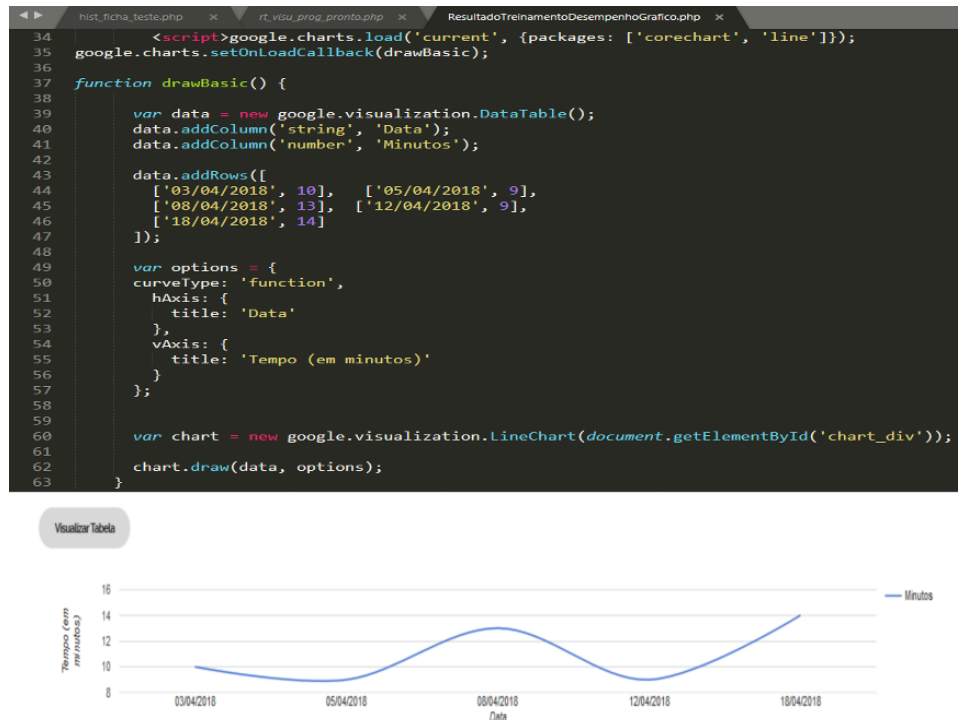 hist_ficha_teste.php × rt_visu_prog_pronto.php × ResultadoTreinamentoDesempenhoGrafico.php ×
34 <script>google.charts.load('current', {packages: ['corechart', 'line']});
35 google.charts.setOnLoadCallback(drawBasic);
36
37 function drawBasic() {
38
39 var data = new google.visualization.DataTable();
40 data.addColumn('string', 'Data');
41 data.addColumn('number', 'Minutos');
42
43 data.addRows([
44 ['03/04/2018', 10], ['05/04/2018', 9],
45 ['08/04/2018', 13], ['12/04/2018', 9],
46 ['18/04/2018', 14]
47 ]);
48
49 var options = {
50 curveType: 'function',
51 hAxis: {
52 title: 'Data'
53 },
54 vAxis: {
55 title: 'Tempo (em minutos)'
56 }
57 };
58
59
60 var chart = new google.visualization.LineChart(document.getElementById('chart_div'));
61
62 chart.draw(data, options);
63 }
Visualizar Tabela
Tempo (em
minutos)
16
14
12
10
8
Minutos
03/04/2018 05/04/2018 08/04/2018 12/04/2018 18/04/2018
Data